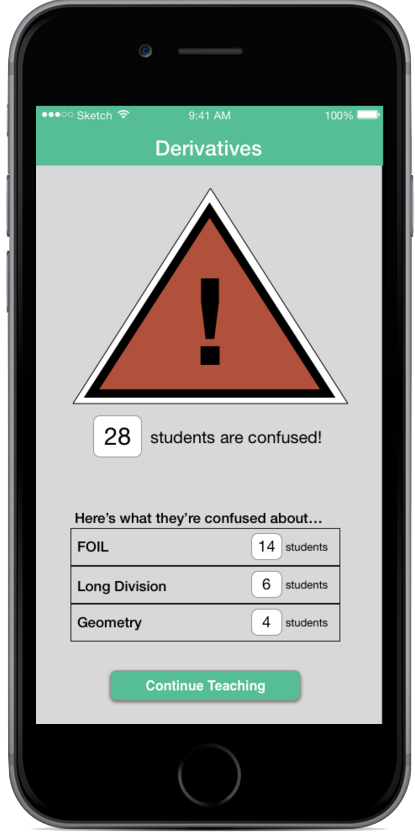 Sketch 9:41 AM 100%
Derivatives
!
28 students are confused!
Here's what they're confused about…
FOIL 14 students
Long Division 6 students
Geometry 4 students
Continue Teaching